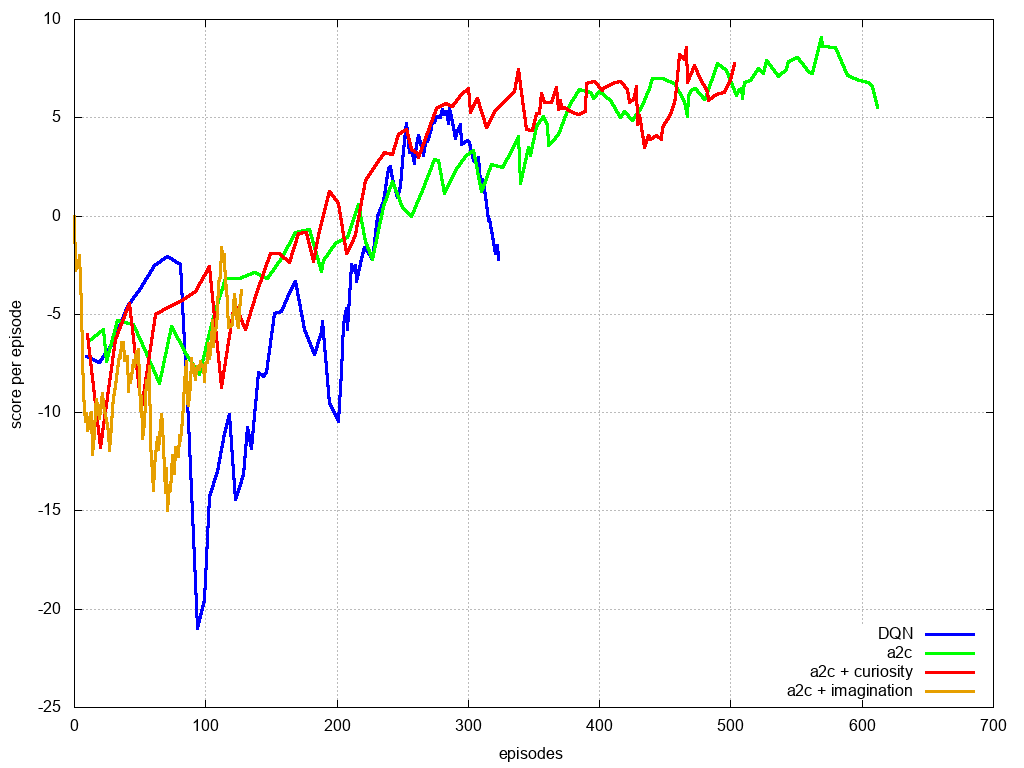 10
5
0
-5
-10
-15
-20
-25
score per episode
0 100 200 300 400 500 600 700
episodes
DQN
a2c
a2c + curiosity
a2c + imagination